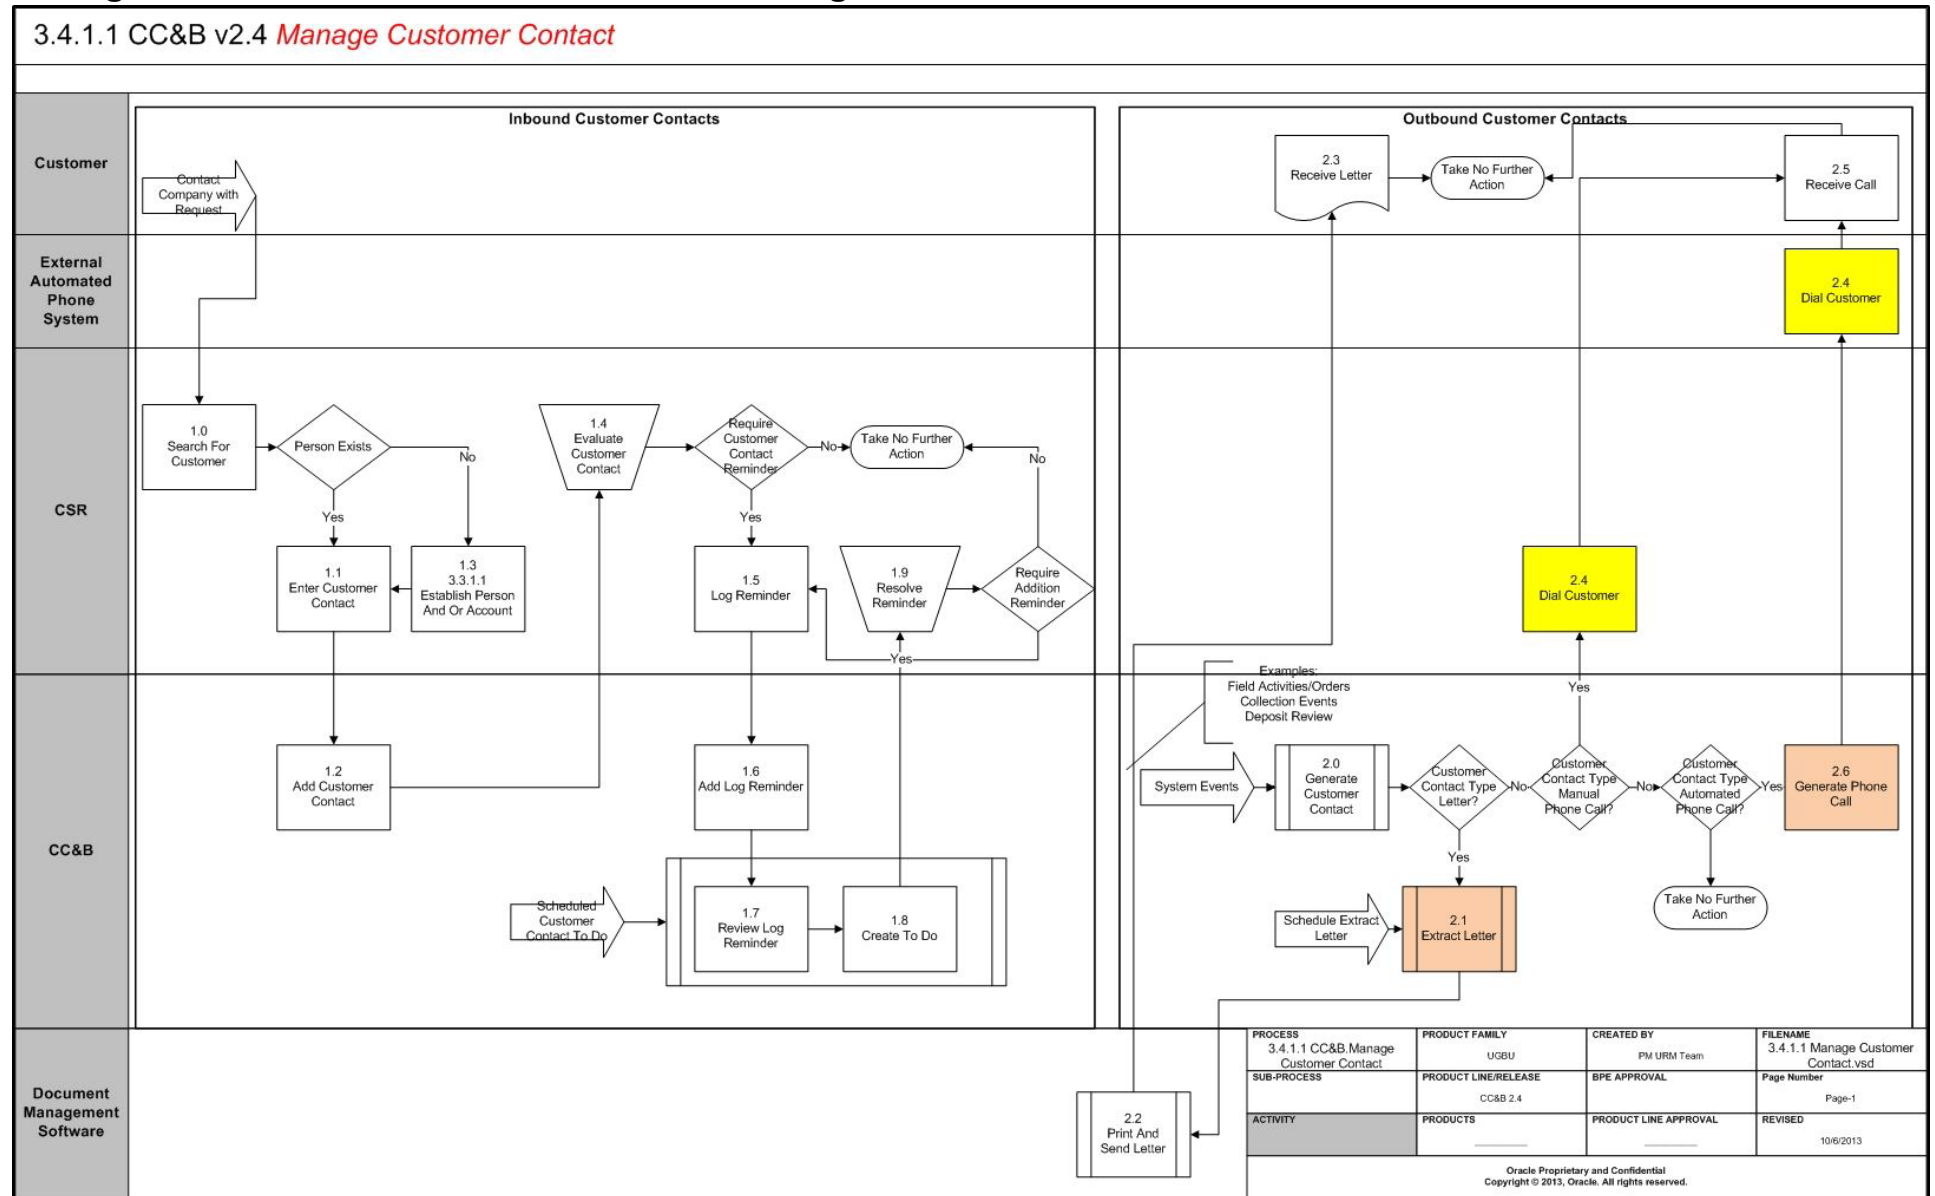 3.4.1.1 CC&B v2.4 Manage Customer Contact
Customer
External
Automated
Phone
System
CSR
CC&B
Document
Management
Software
Inbound Customer Contacts
Contact
Company with
Request
1.0
Search For
Customer
Person Exists
No
Yes
1.1
Enter Customer
Contact
1.3
3.3.1.1
Establish Person
And Or Account
1.2
Add Customer
Contact
1.4
Evaluate
Customer
Contact
Require
Customer
Contact
Reminder
No
Take No Further
Action
No
Yes
1.5
Log Reminder
1.9
Resolve
Reminder
Require
Addition
Reminder
Yes
1.6
Add Log Reminder
Scheduled
Customer
Contact To Do
1.7
Review Log
Reminder
1.8
Create To Do
Outbound Customer Contacts
2.3
Receive Letter
Take No Further
Action
2.5
Receive Call
2.4
Dial Customer
2.4
Dial Customer
Examples:
Field Activities/Orders
Collection Events
Deposit Review
Yes
System Events
2.0
Generate
Customer
Contact
Customer
Contact Type
Letter?
No
Customer
Contact Type
Manual
Phone Call?
No
Customer
Contact Type
Automated
Phone Call?
Yes
2.6
Generate Phone
Call
Yes
Schedule Extract
Letter
2.1
Extract Letter
Take No Further
Action
2.2
Print And
Send Letter
PROCESS
3.4.1.1 CC&B.Manage
Customer Contact
PRODUCT FAMILY
UGBU
CREATED BY
PM URM Team
FILENAME
3.4.1.1 Manage Customer
Contact.vsd
SUB-PROCESS
PRODUCT LINE/RELEASE
CC&B 2.4
BPE APPROVAL
Page Number
Page-1
ACTIVITY
PRODUCTS
PRODUCT LINE APPROVAL
REVISED
10/6/2013
Oracle Proprietary and Confidential
Copyright © 2013, Oracle. All rights reserved.